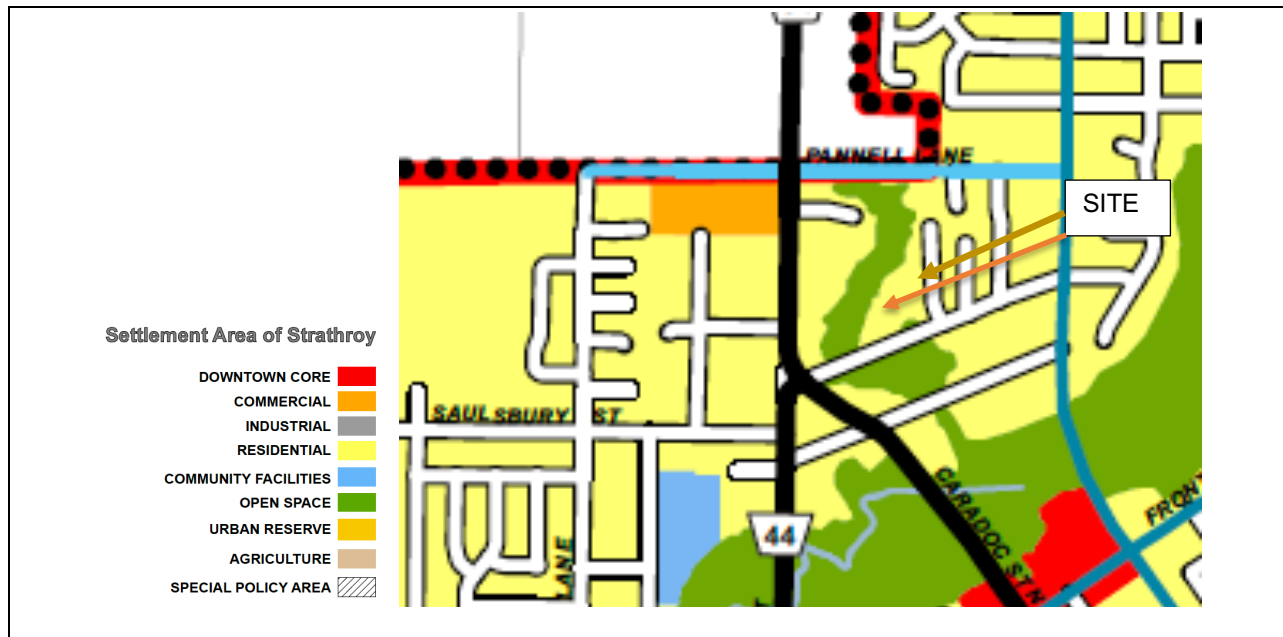 PANNELL LANE
SITE
Settlement Area of Strathroy
DOWNTOWN CORE
COMMERCIAL
INDUSTRIAL
RESIDENTIAL
COMMUNITY FACILITIES
OPEN SPACE
URBAN RESERVE
AGRICULTURE
SPECIAL POLICY AREA
SAULSBURY ST
LANE
44
CARADOC ST N
FRONT